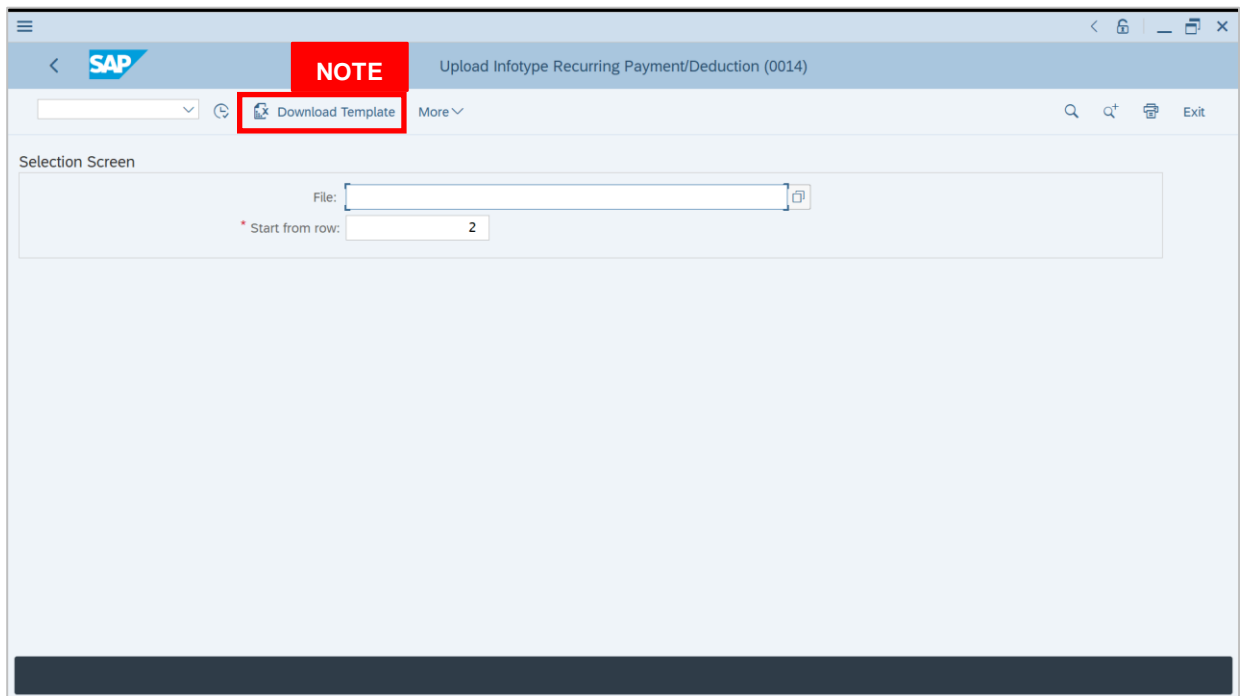 SAP
NOTE
Upload Infotype Recurring Payment/Deduction (0014)
Download Template More Exit
Selection Screen
File:
* Start from row: 2